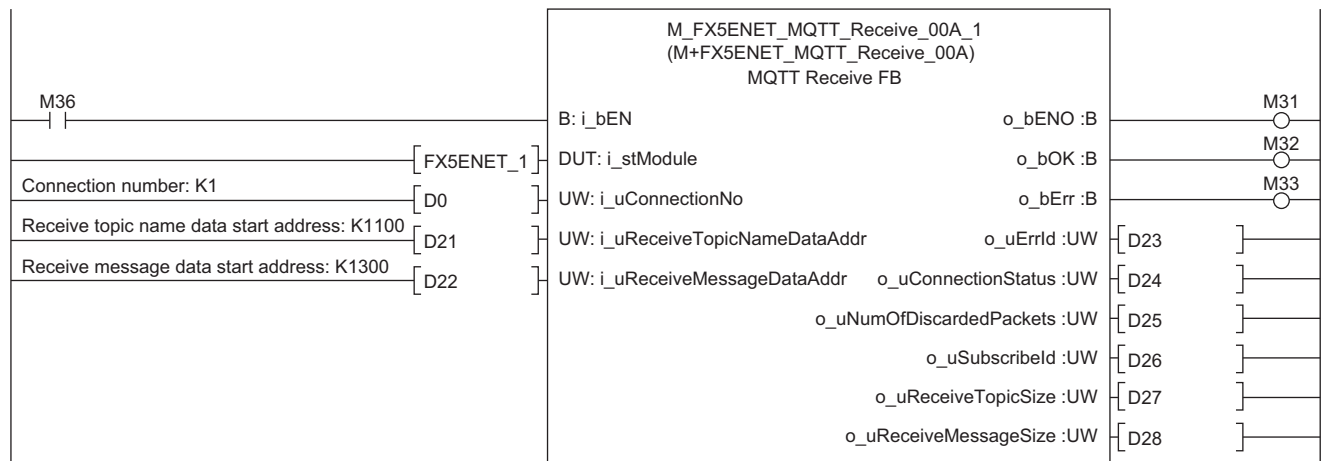 M_FX5ENET_MQTT_Receive_00A_1
(M+FX5ENET_MQTT_Receive_00A)
MQTT Receive FB
M36
B: i_bEN
o_bENO :B
M31
FX5ENET_1
DUT: i_stModule
o_bOK :B
M32
Connection number: K1
D0
UW: i_uConnectionNo
o_bErr :B
M33
Receive topic name data start address: K1100
D21
UW: i_uReceiveTopicNameDataAddr
o_uErrId :UW
D23
Receive message data start address: K1300
D22
UW: i_uReceiveMessageDataAddr
o_uConnectionStatus :UW
D24
o_uNumOfDiscardedPackets :UW
D25
o_uSubscribeId :UW
D26
o_uReceiveTopicSize :UW
D27
o_uReceiveMessageSize :UW
D28